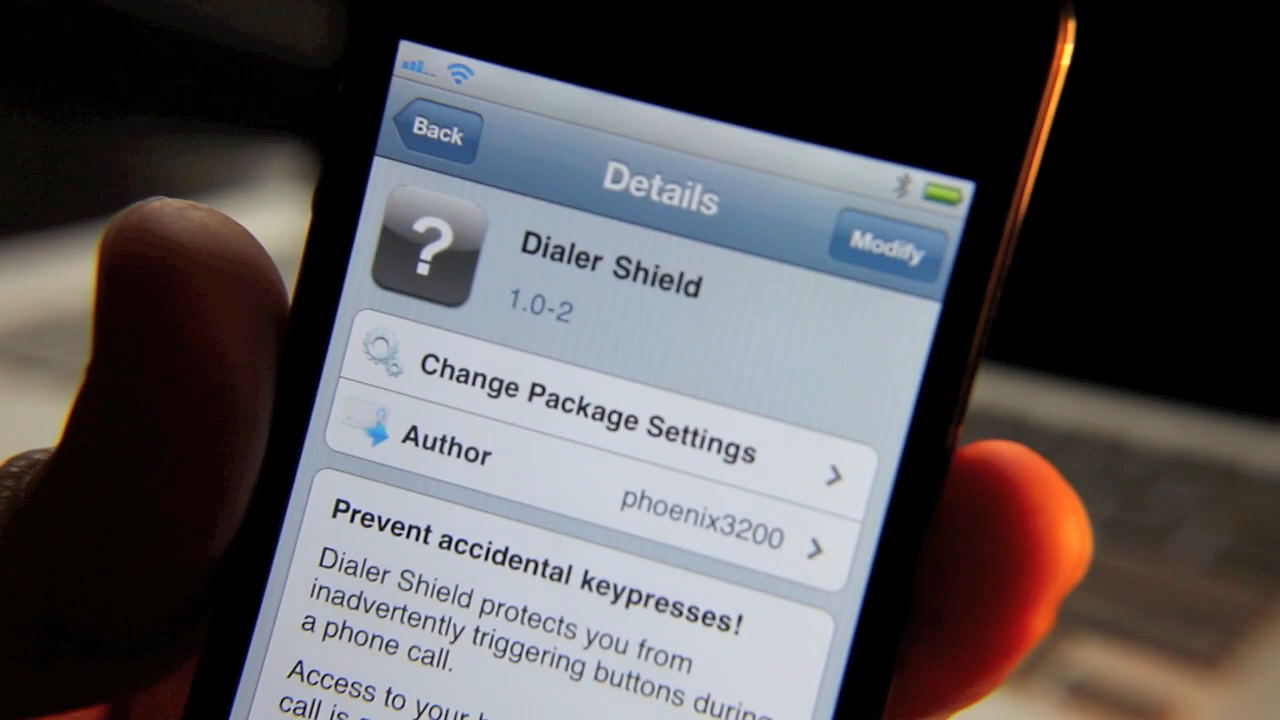 Back
Details
Modify
?
Dialer Shield
1.0-2
Change Package Settings
Author
phoenix3200
Prevent accidental keypresses!
Dialer Shield protects you from
inadvertently triggering buttons during
a phone call.
Access to your
call is